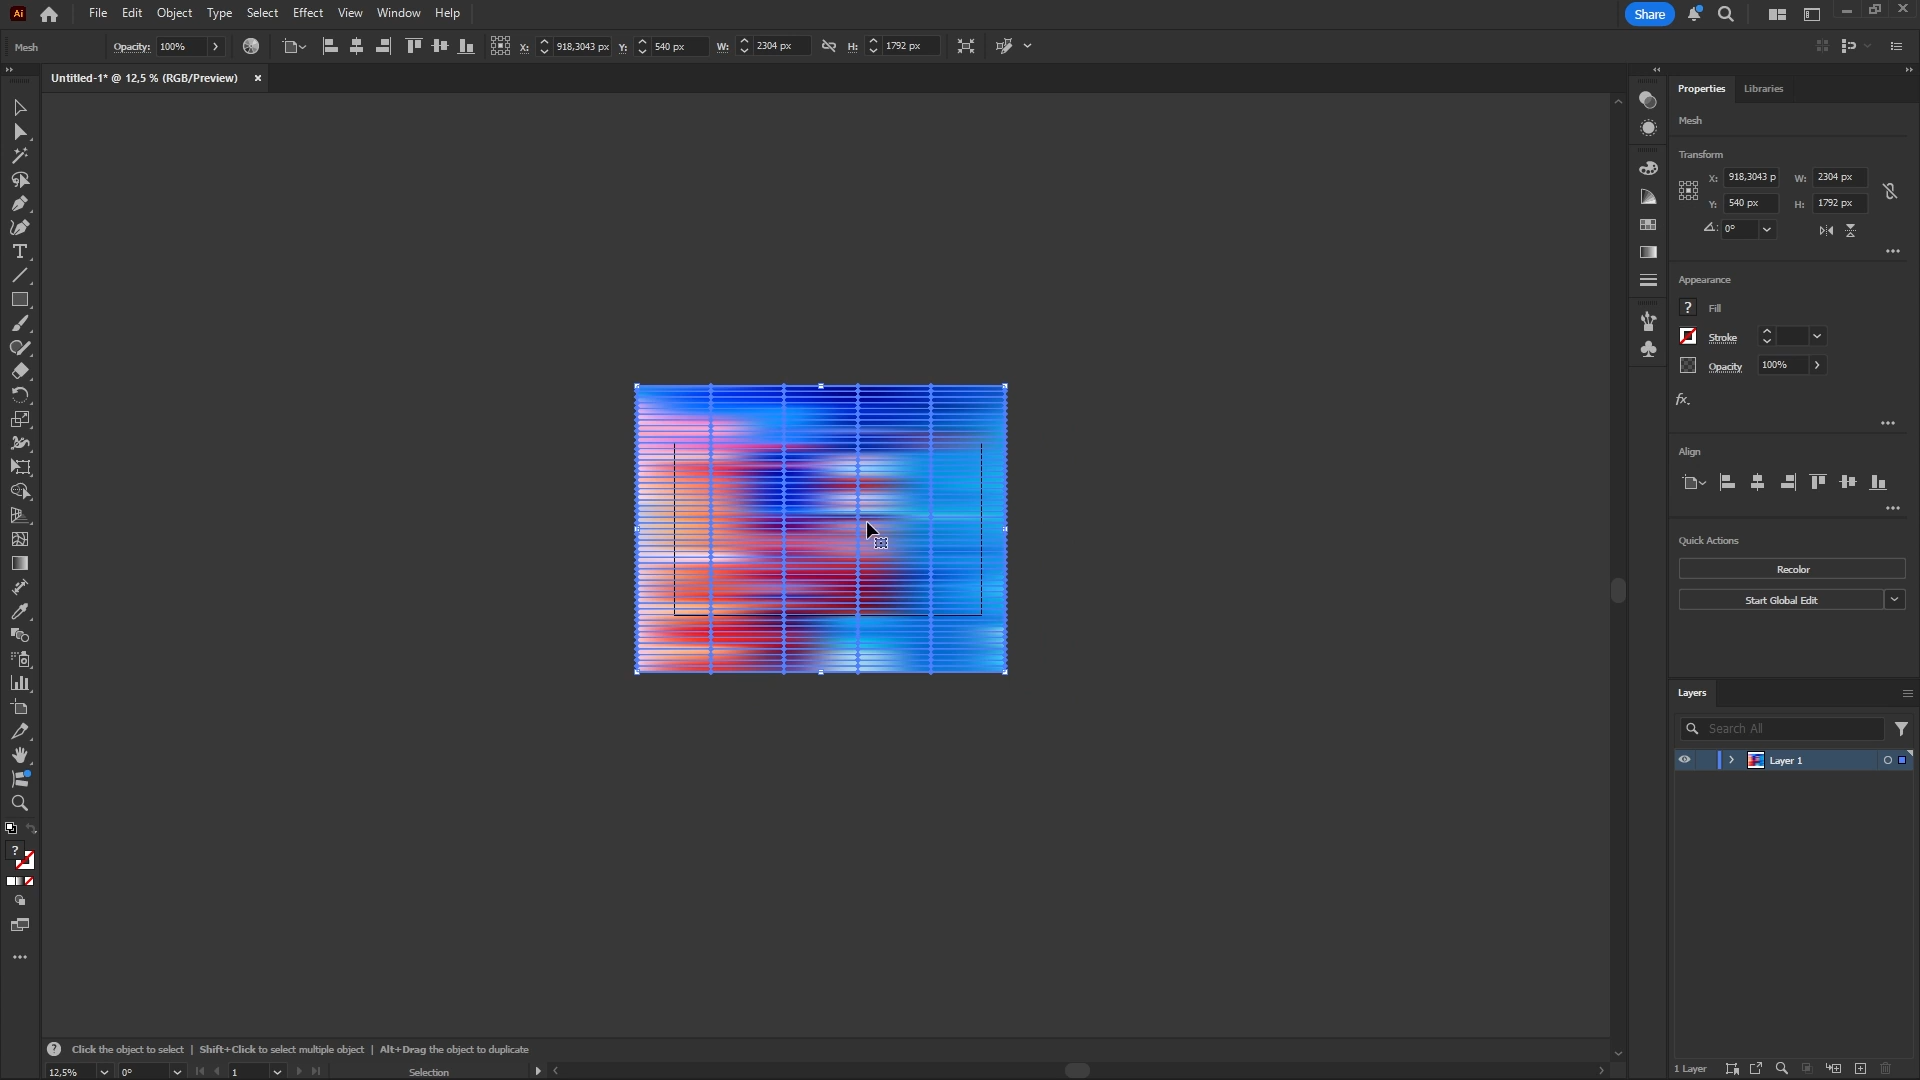 Ai File Edit Object Type Select Effect View Window Help Share
Mesh Opacity: 100% X: 918,3043 px Y: 540 px W: 2304 px H: 1792 px
Untitled-1* @ 12,5 % (RGB/Preview) ×
Properties Libraries
Mesh
Transform
X: 918,3043 p W: 2304 px
Y: 540 px H: 1792 px
0°
Appearance
? Fill
Stroke
Opacity 100%
fx.
Align
Quick Actions
Recolor
Start Global Edit
Layers
Search All
Layer 1
?
? Click the object to select | Shift+Click to select multiple object | Alt+Drag the object to duplicate
12,5% 0° 1 Selection
1 Layer